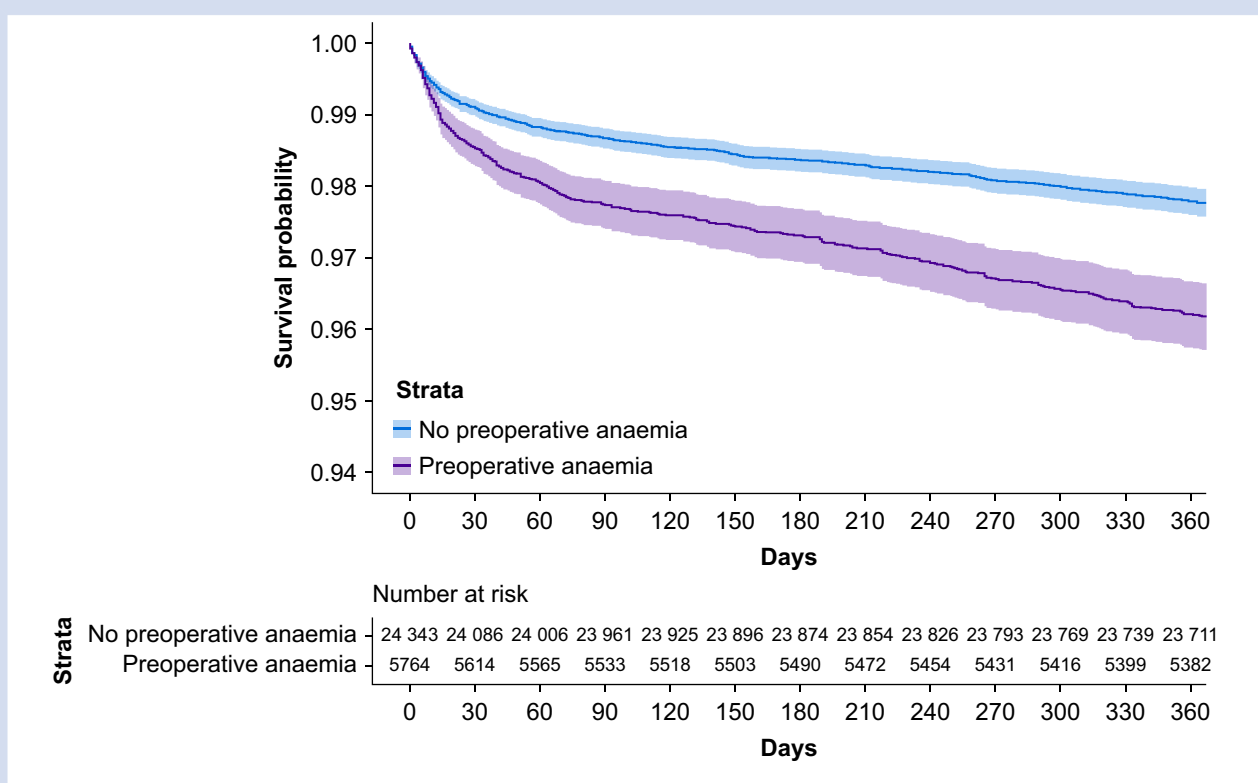 1.00
0.99
0.98
0.97
0.96
0.95
0.94
Survival probability
Strata
No preoperative anaemia
Preoperative anaemia
0 30 60 90 120 150 180 210 240 270 300 330 360
Days
Number at risk
Strata
No preoperative anaemia 24 343 24 086 24 006 23 961 23 925 23 896 23 874 23 854 23 826 23 793 23 769 23 739 23 711
Preoperative anaemia 5764 5614 5565 5533 5518 5503 5490 5472 5454 5431 5416 5399 5382
0 30 60 90 120 150 180 210 240 270 300 330 360
Days